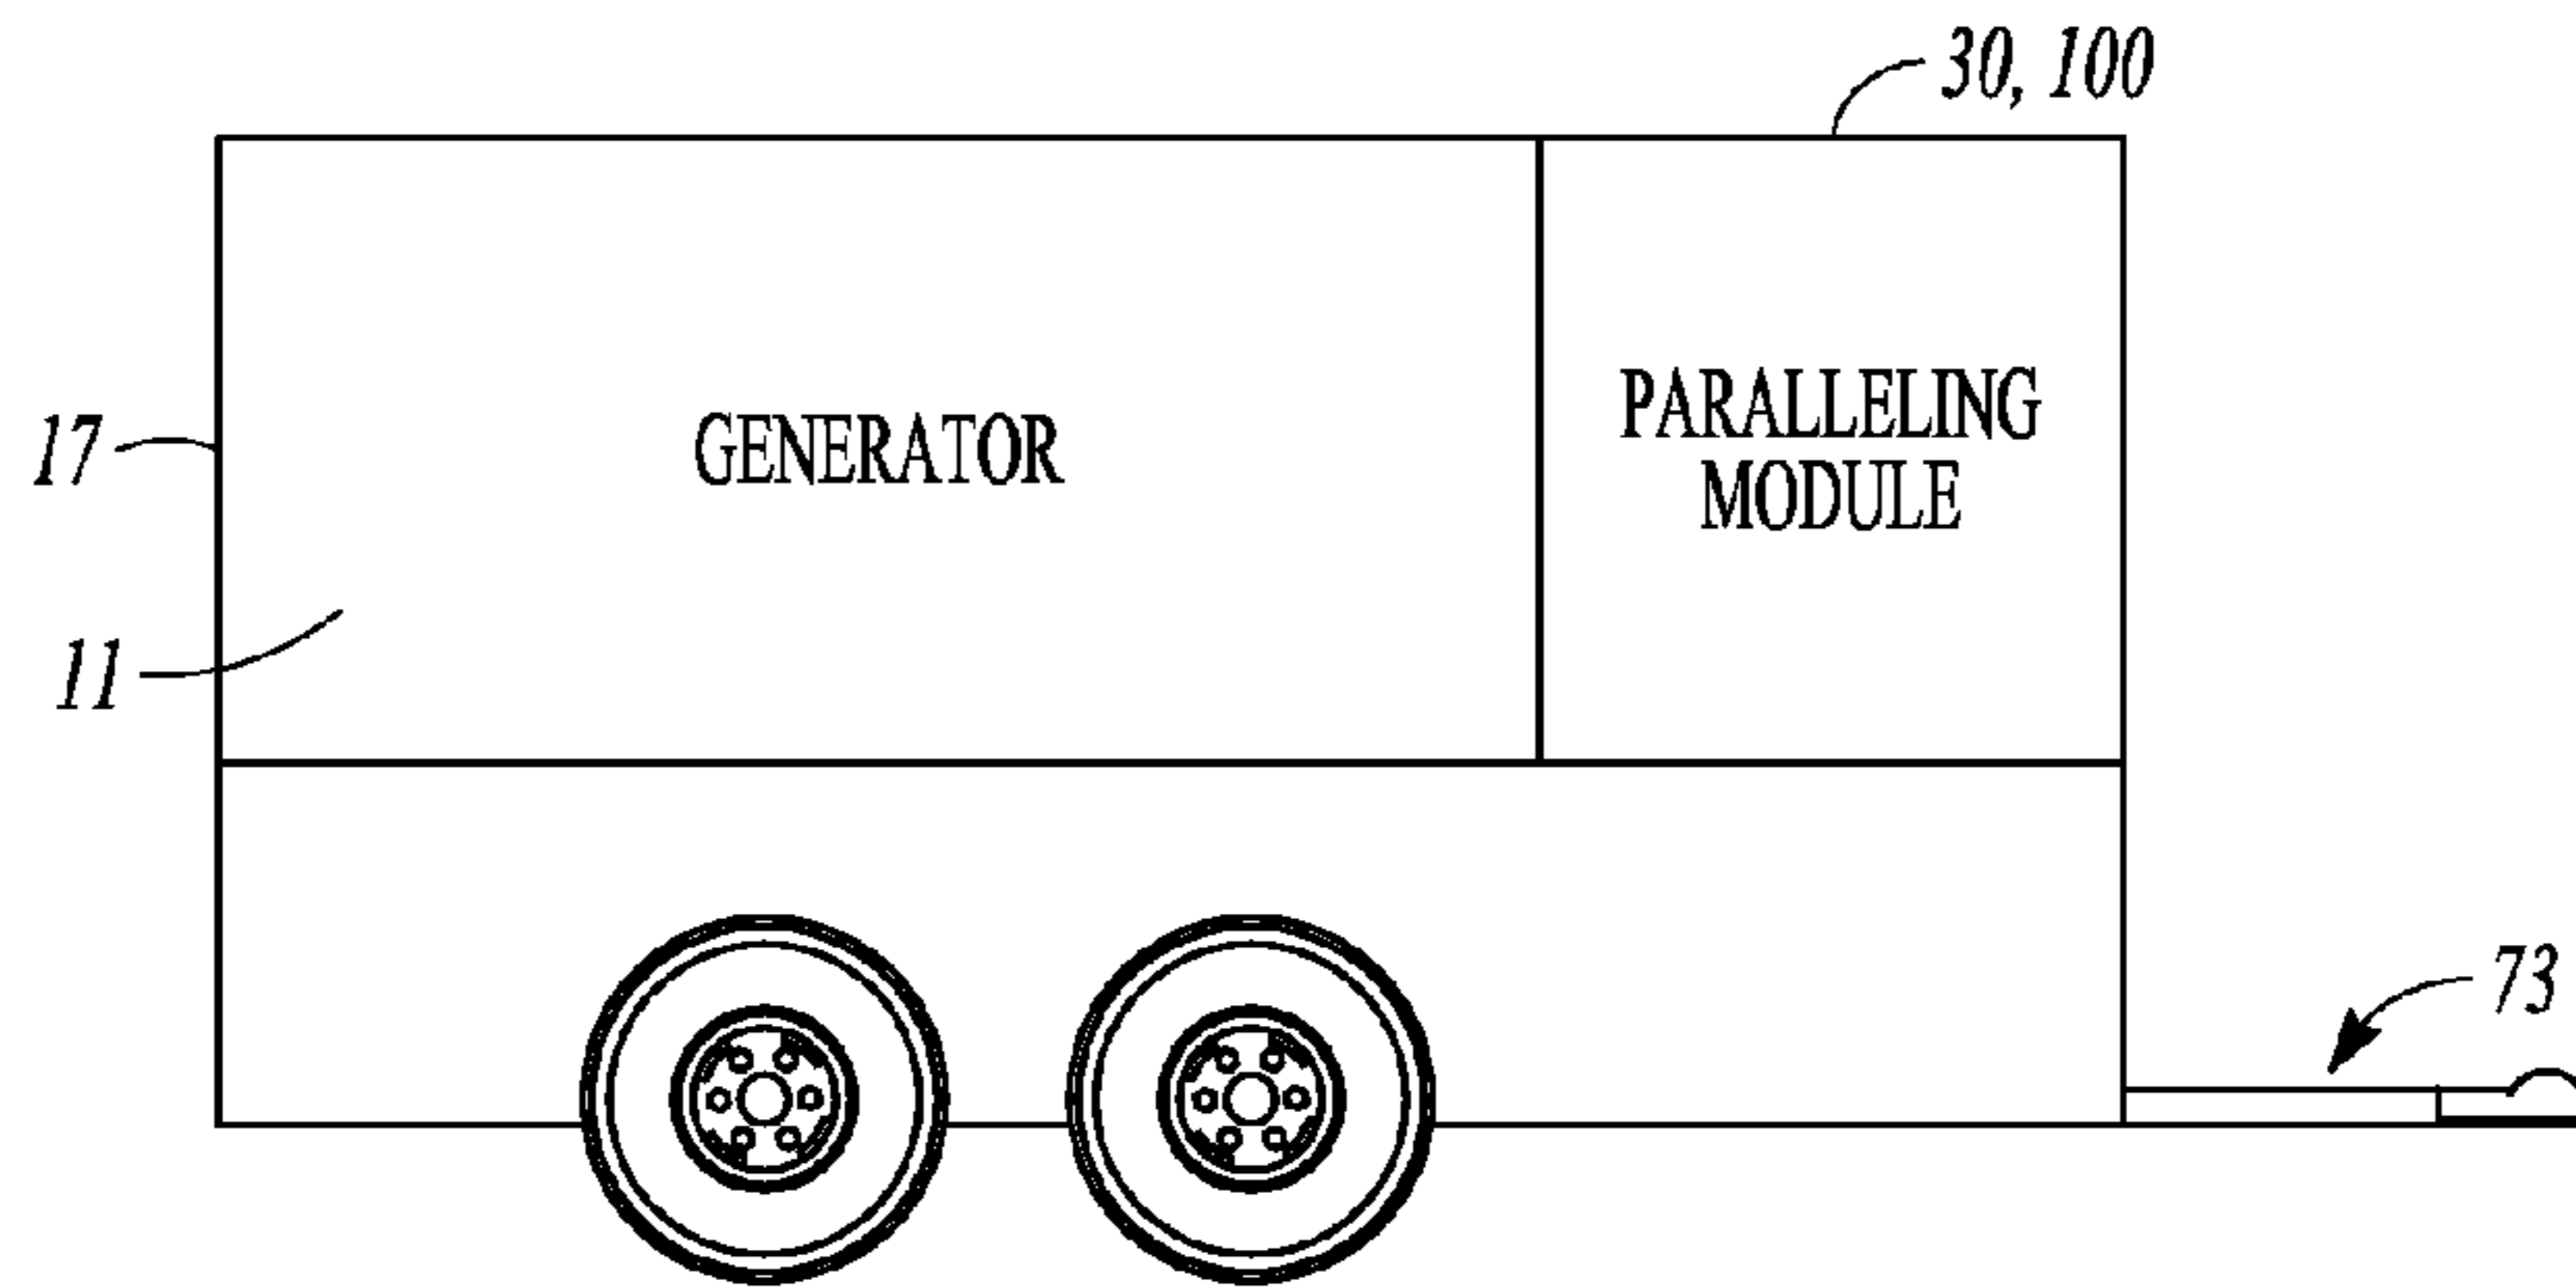 30, 100
GENERATOR
PARALLELING
MODULE
17
11
73